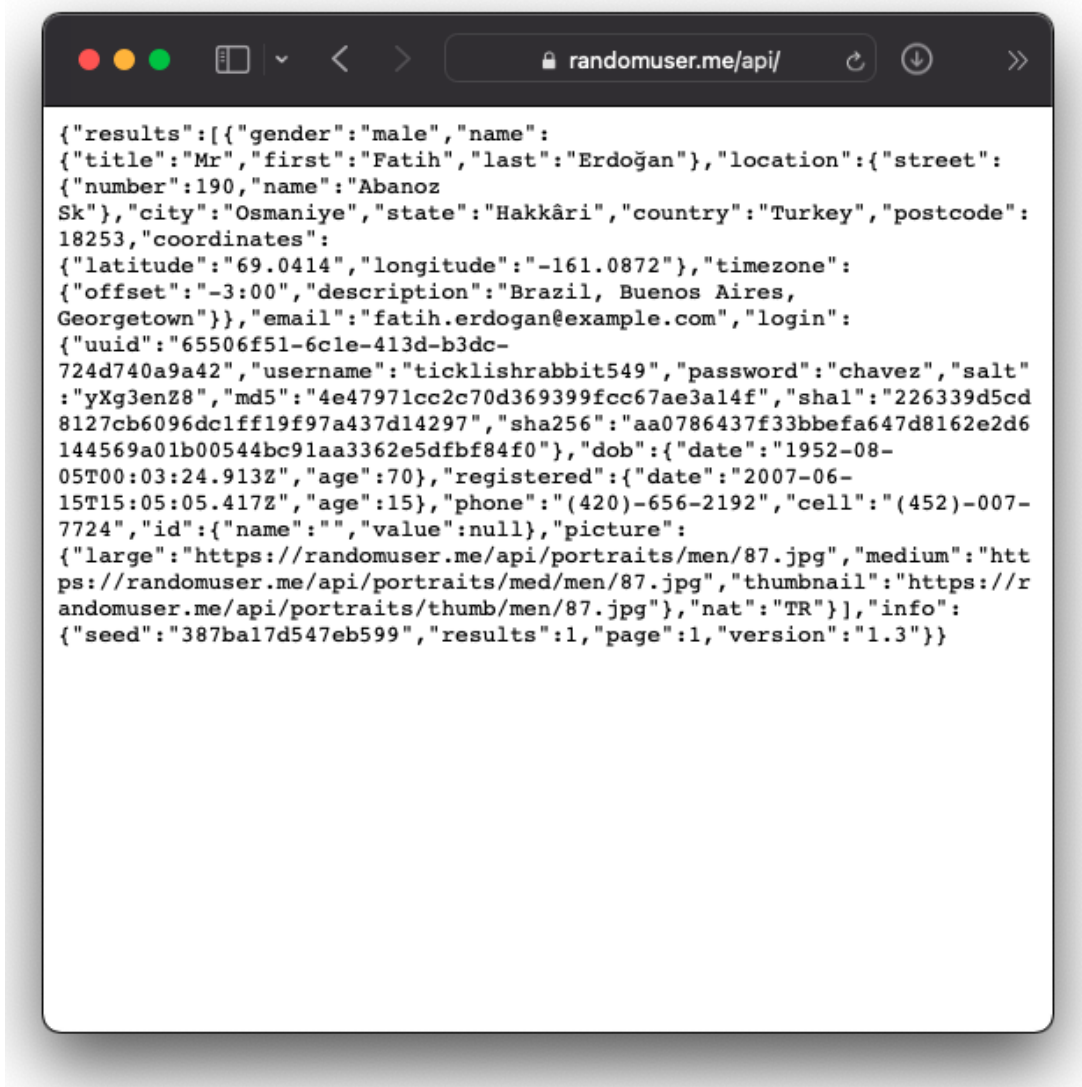 randomuser.me/api/
{"results":[{"gender":"male","name":
{"title":"Mr","first":"Fatih","last":"Erdoğan"},"location":{"street":
{"number":190,"name":"Abanoz
Sk"},"city":"Osmaniye","state":"Hakkâri","country":"Turkey","postcode":
18253,"coordinates":
{"latitude":"69.0414","longitude":"-161.0872"},"timezone":
{"offset":"-3:00","description":"Brazil, Buenos Aires,
Georgetown"}},"email":"fatih.erdogan@example.com","login":
{"uuid":"65506f51-6c1e-413d-b3dc-
724d740a9a42","username":"ticklishrabbit549","password":"chavez","salt"
:"yXg3enZ8","md5":"4e47971cc2c70d369399fcc67ae3a14f","sha1":"226339d5cd
8127cb6096dc1ff19f97a437d14297","sha256":"aa0786437f33bbefa647d8162e2d6
144569a01b00544bc91aa3362e5dfbf84f0"},"dob":{"date":"1952-08-
05T00:03:24.913Z","age":70},"registered":{"date":"2007-06-
15T15:05:05.417Z","age":15},"phone":"(420)-656-2192","cell":"(452)-007-
7724","id":{"name":"","value":null},"picture":
{"large":"https://randomuser.me/api/portraits/men/87.jpg","medium":"htt
ps://randomuser.me/api/portraits/med/men/87.jpg","thumbnail":"https://r
andomuser.me/api/portraits/thumb/men/87.jpg"},"nat":"TR"}],"info":
{"seed":"387ba17d547eb599","results":1,"page":1,"version":"1.3"}}